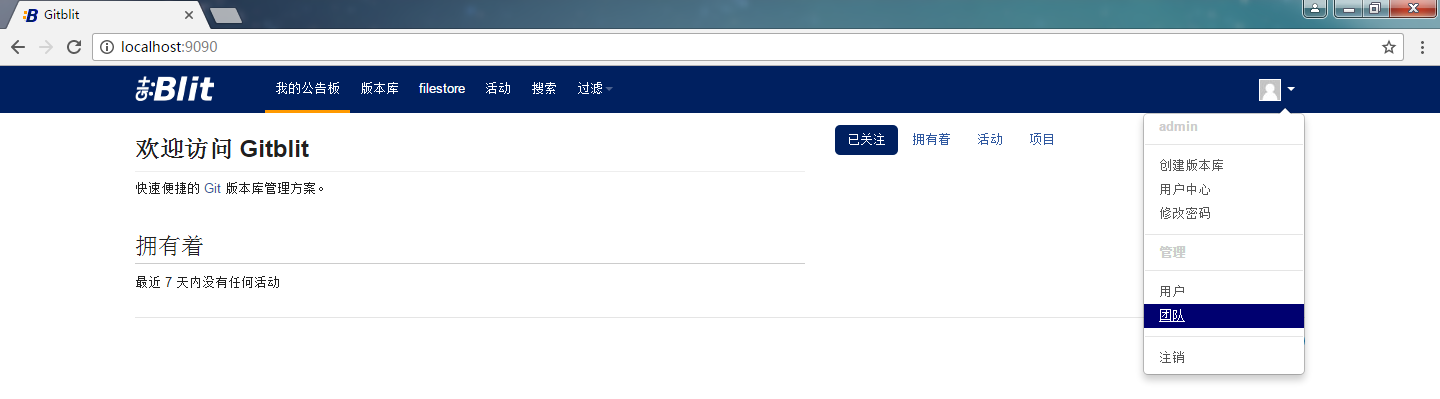 Gitblit
localhost:9090
git:Blit
我的公告板 版本库 filestore 活动 搜索 过滤
欢迎访问 Gitblit
快速便捷的 Git 版本库管理方案。
拥有着
最近 7 天内没有任何活动
已关注 拥有着 活动 项目
admin
创建版本库
用户中心
修改密码
管理
用户
团队
注销